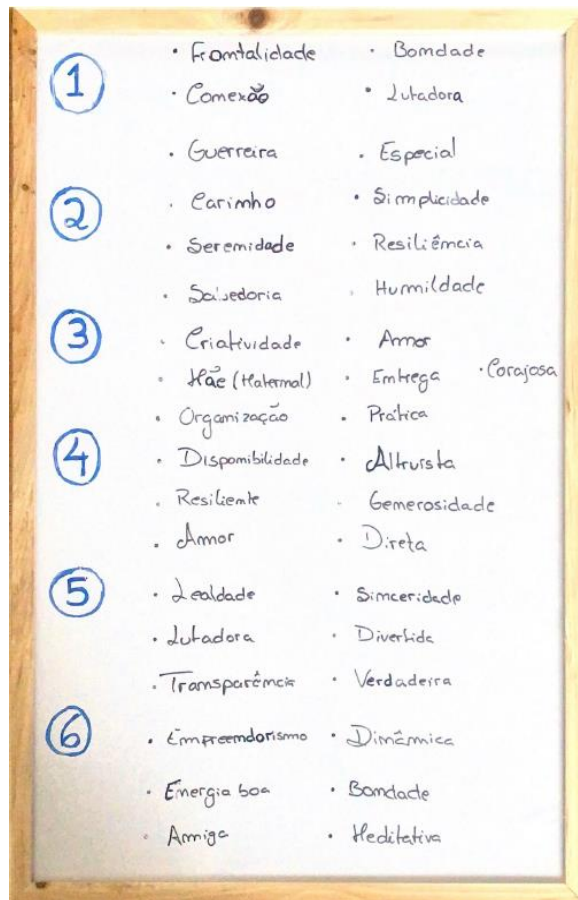 1
• Frontalidade • Bondade
• Conexão • Lutadora
• Guerreira • Especial
2
• Carinho • Simplicidade
• Serenidade • Resiliência
• Sabedoria • Humildade
3
• Criatividade • Amor
• Mãe (Maternal) • Entrega • Corajosa
• Organização • Prática
4
• Disponibilidade • Altruista
• Resiliente • Generosidade
• Amor • Direta
5
• Lealdade • Sinceridade
• Lutadora • Divertida
• Transparência • Verdadeira
6
• Empreendorismo • Dinâmica
• Energia boa • Bondade
• Amiga • Meditativa